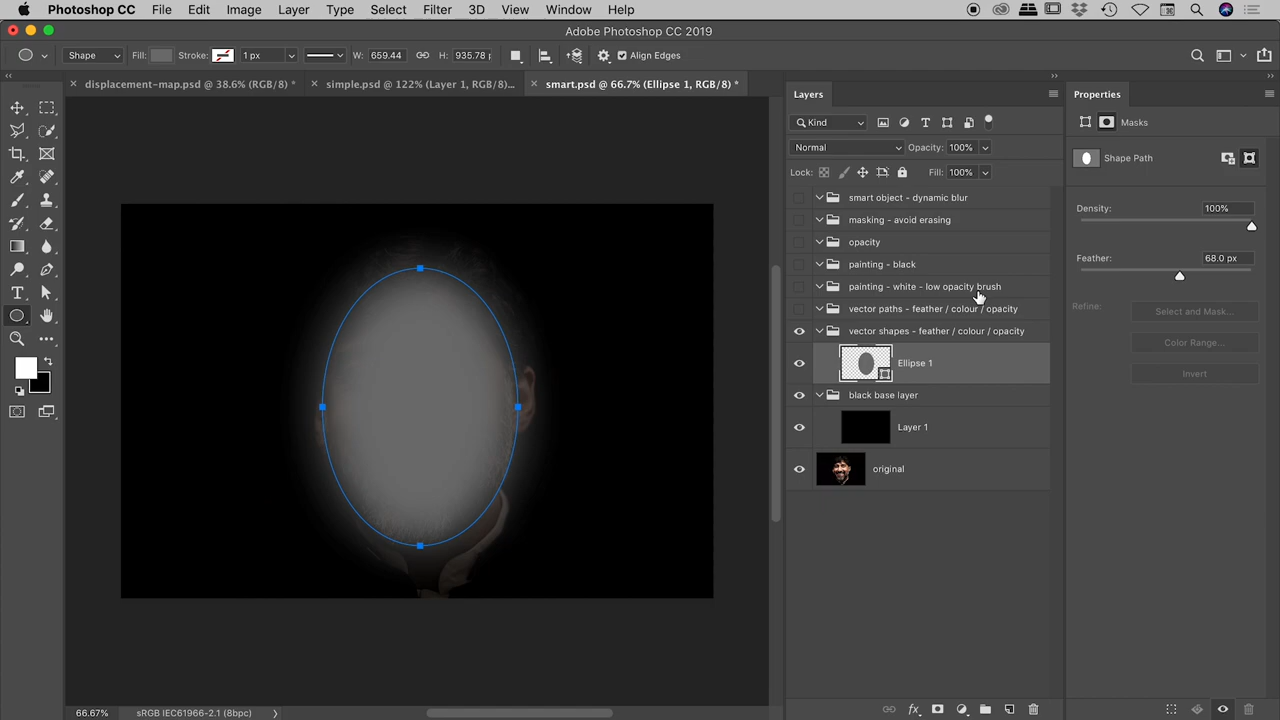 Photoshop CC File Edit Image Layer Type Select Filter 3D View Window Help
Adobe Photoshop CC 2019
Shape Fill: Stroke: 1 px W: 659.44 H: 935.78 p Align Edges
displacement-map.psd @ 38.6% (RGB/8) * simple.psd @ 122% (Layer 1, RGB/8)... smart.psd @ 66.7% (Ellipse 1, RGB/8) *
Layers
Kind
Normal Opacity: 100%
Lock: Fill: 100%
smart object - dynamic blur
masking - avoid erasing
opacity
painting - black
painting - white - low opacity brush
vector paths - feather / colour / opacity
vector shapes - feather / colour / opacity
Ellipse 1
black base layer
Layer 1
original
Properties
Masks
Shape Path
Density: 100%
Feather: 68.0 px
Refine: Select and Mask...
Color Range...
Invert
66.67% sRGB IEC61966-2.1 (8bpc)